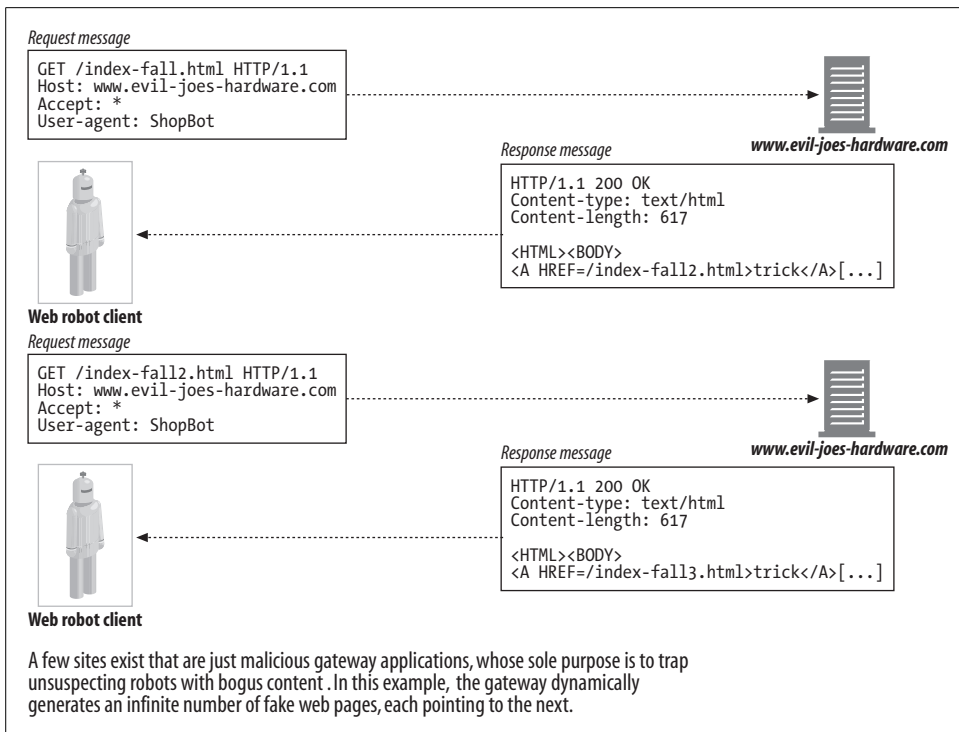 Request message
GET /index-fall.html HTTP/1.1
Host: www.evil-joes-hardware.com
Accept: *
User-agent: ShopBot
www.evil-joes-hardware.com
Response message
HTTP/1.1 200 OK
Content-type: text/html
Content-length: 617
<HTML><BODY>
<A HREF=/index-fall2.html>trick</A>[...]
Web robot client
Request message
GET /index-fall2.html HTTP/1.1
Host: www.evil-joes-hardware.com
Accept: *
User-agent: ShopBot
www.evil-joes-hardware.com
Response message
HTTP/1.1 200 OK
Content-type: text/html
Content-length: 617
<HTML><BODY>
<A HREF=/index-fall3.html>trick</A>[...]
Web robot client
A few sites exist that are just malicious gateway applications, whose sole purpose is to trap
unsuspecting robots with bogus content . In this example, the gateway dynamically
generates an infinite number of fake web pages, each pointing to the next.